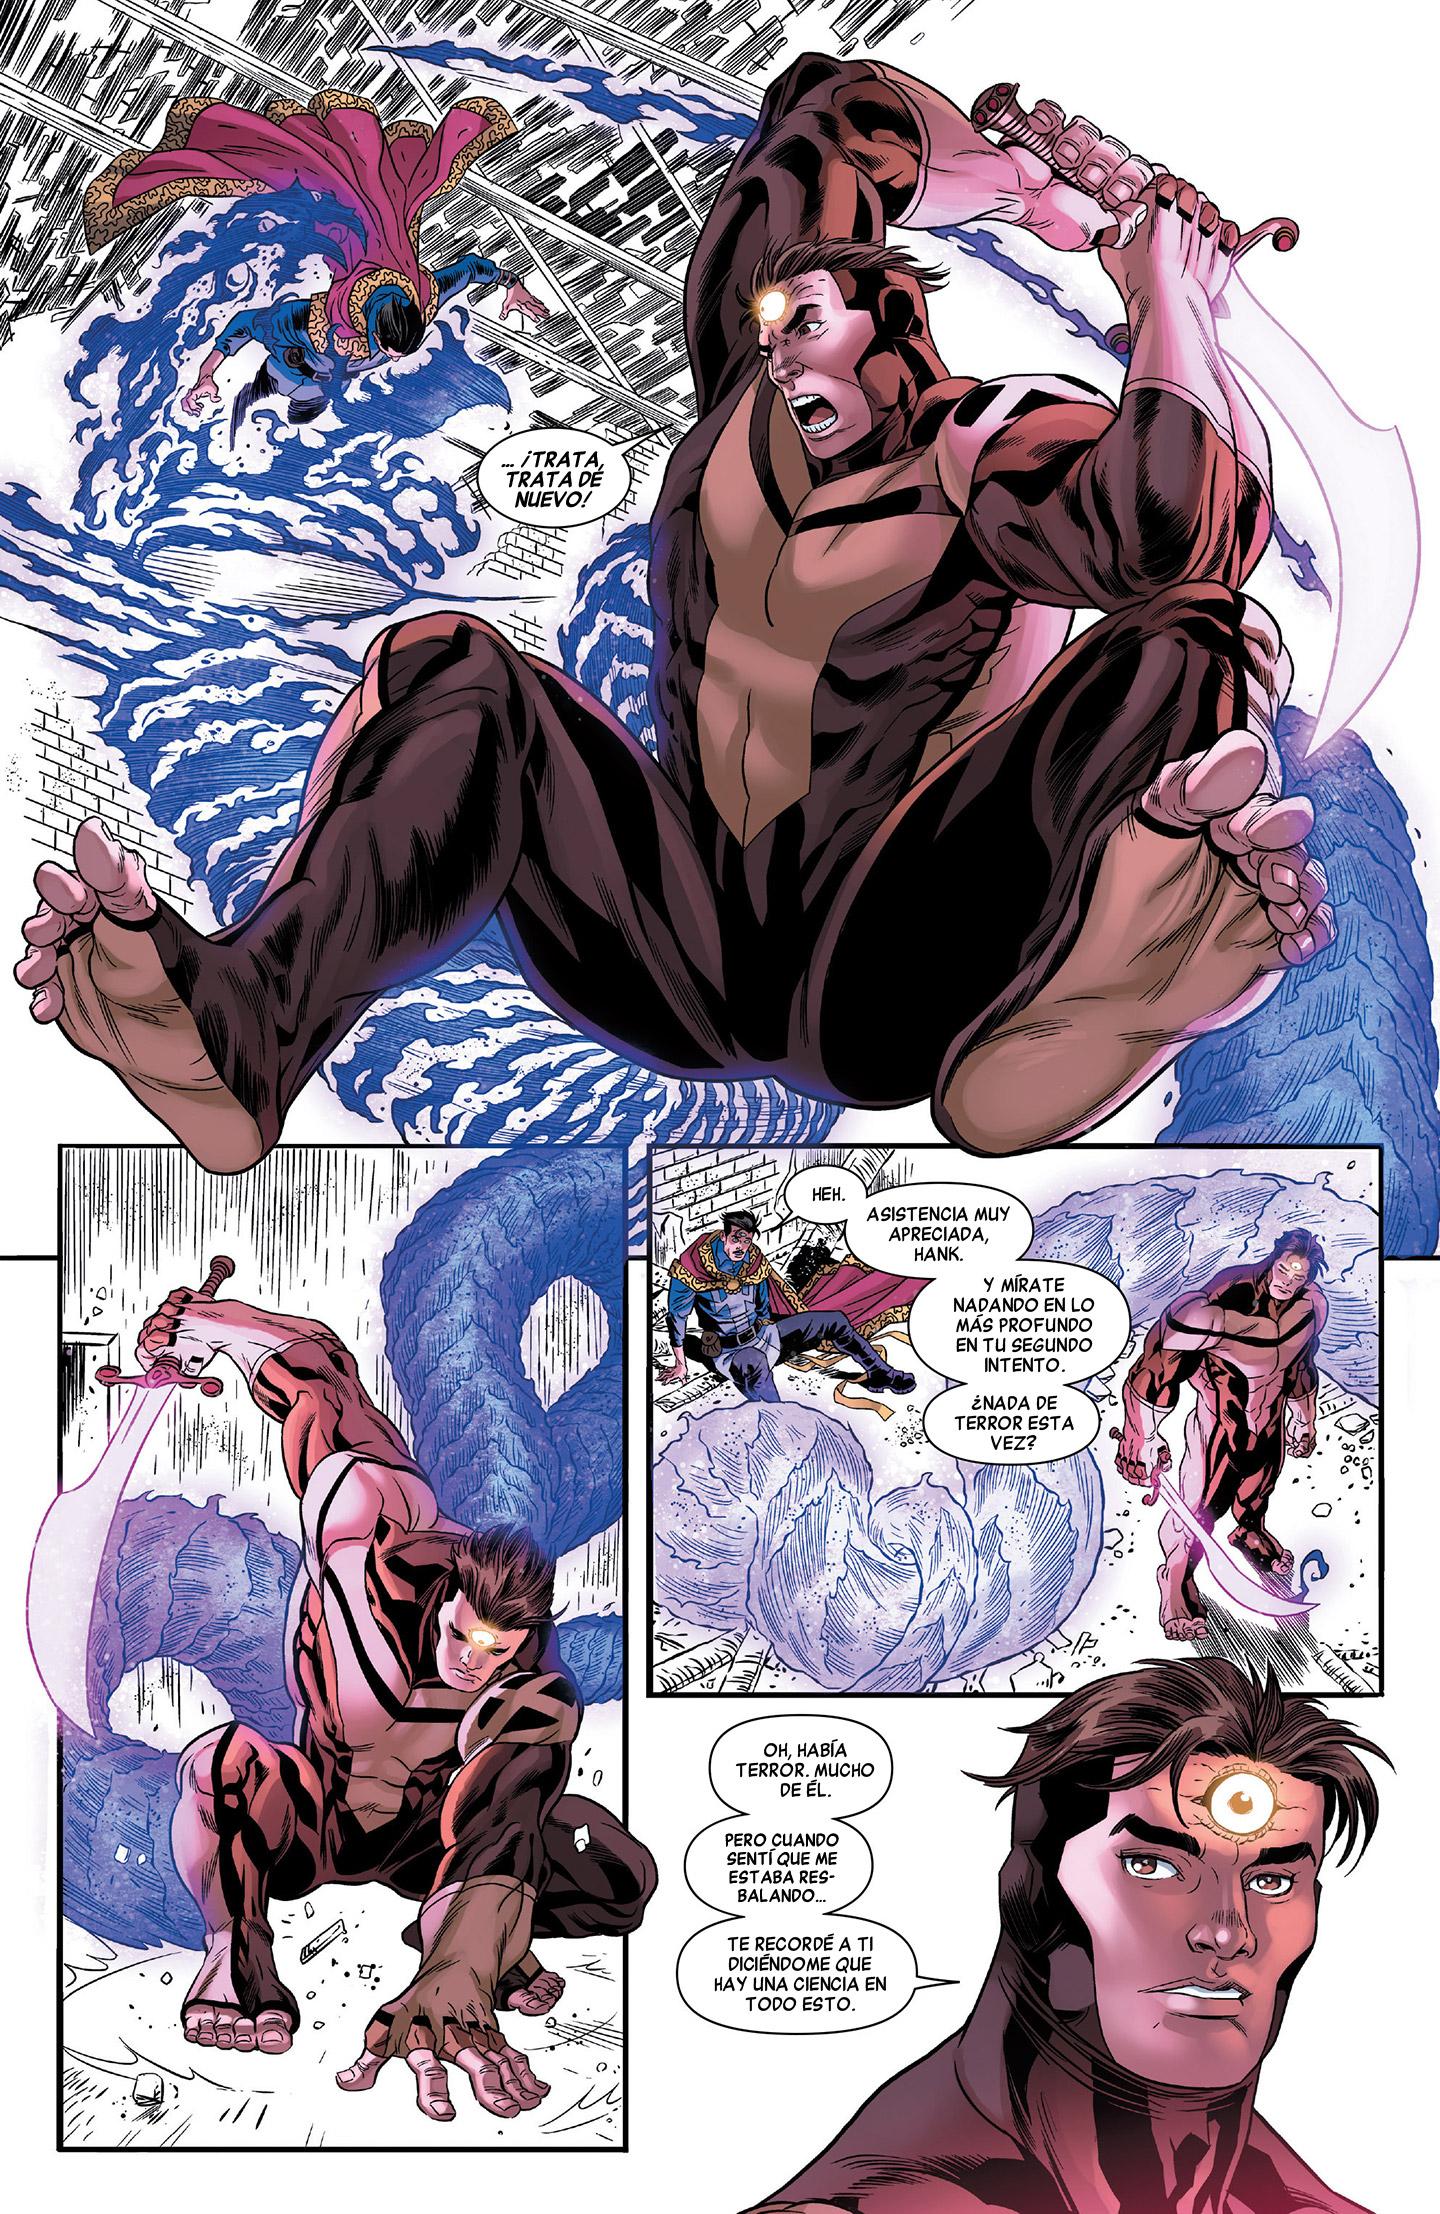 ... ¡TRATA,
TRATA DE
NUEVO!
HEH.
ASISTENCIA MUY
APRECIADA,
HANK.
Y MÍRATE
NADANDO EN LO
MÁS PROFUNDO
EN TU SEGUNDO
INTENTO.
¿NADA DE
TERROR ESTA
VEZ?
OH, HABÍA
TERROR. MUCHO
DE ÉL.
PERO CUANDO
SENTÍ QUE ME
ESTABA RES-
BALANDO...
TE RECORDÉ A TI
DICIÉNDOME QUE
HAY UNA CIENCIA EN
TODO ESTO.